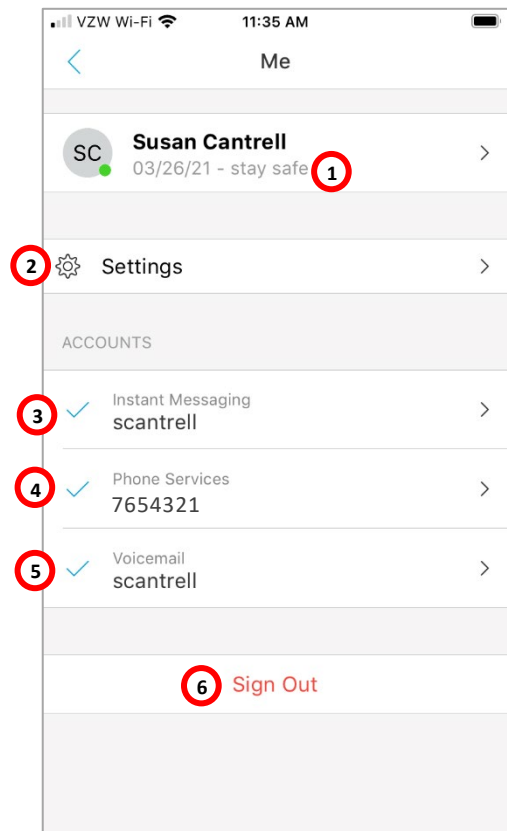 VZW Wi-Fi 11:35 AM
Me
SC
Susan Cantrell
03/26/21 - stay safe
1
2 Settings
ACCOUNTS
Instant Messaging
3
scantrell
Phone Services
4
7654321
Voicemail
5
scantrell
6 Sign Out